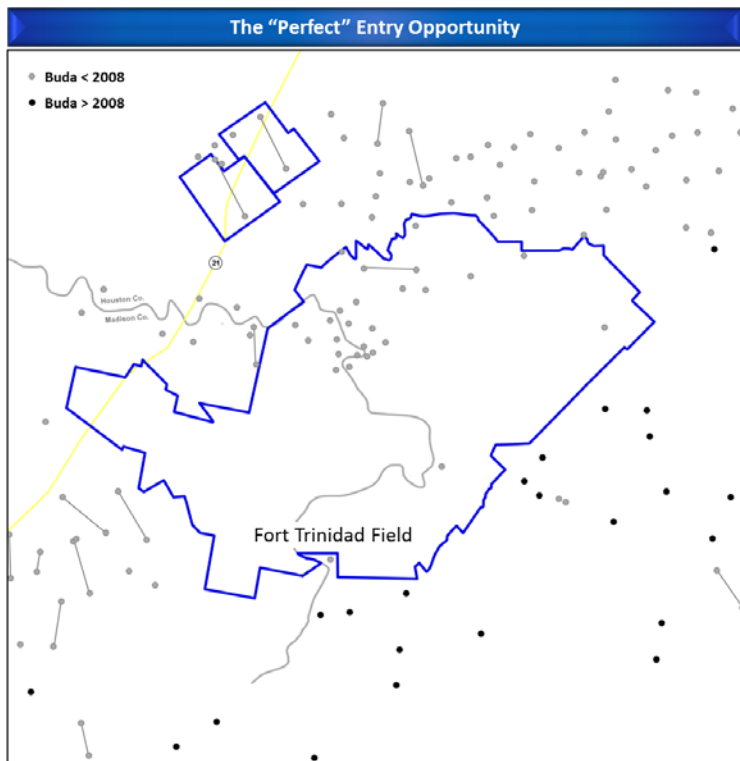 The “Perfect” Entry Opportunity
Buda < 2008
Buda > 2008
21
Houston Co.
Madison Co.
Fort Trinidad Field